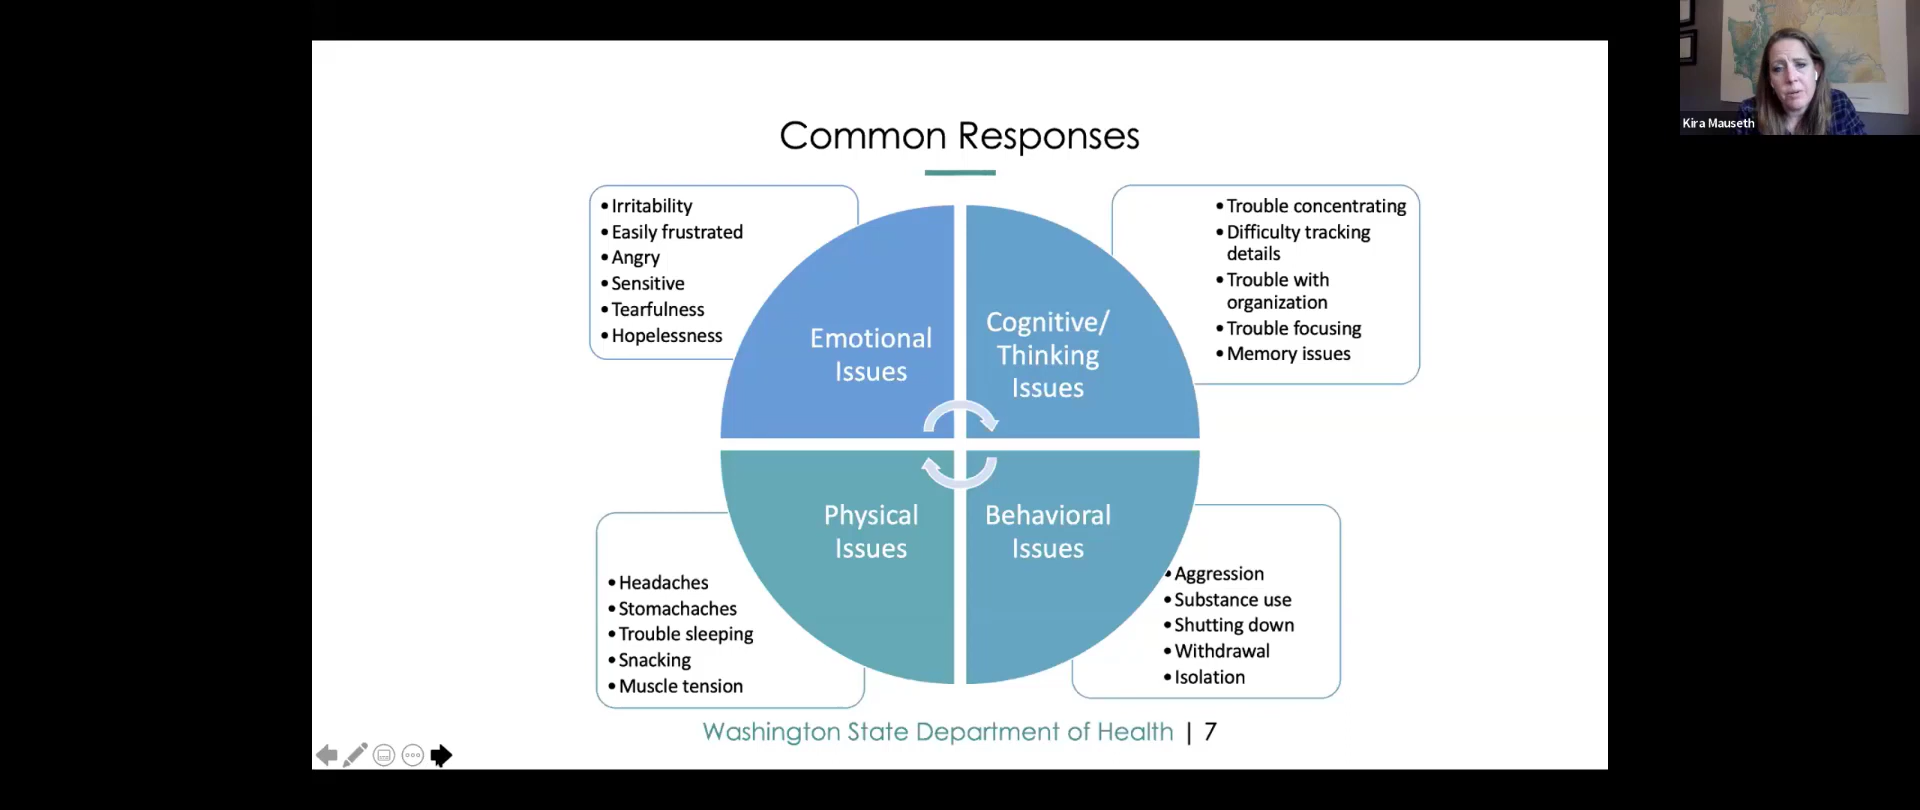 Kira Mauseth
Common Responses
• Irritability
• Easily frustrated
• Angry
• Sensitive
• Tearfulness
• Hopelessness
Emotional
Issues
• Trouble concentrating
• Difficulty tracking
details
• Trouble with
organization
• Trouble focusing
• Memory issues
Cognitive/
Thinking
Issues
Physical
Issues
• Headaches
• Stomachaches
• Trouble sleeping
• Snacking
• Muscle tension
Behavioral
Issues
• Aggression
• Substance use
• Shutting down
• Withdrawal
• Isolation
Washington State Department of Health | 7